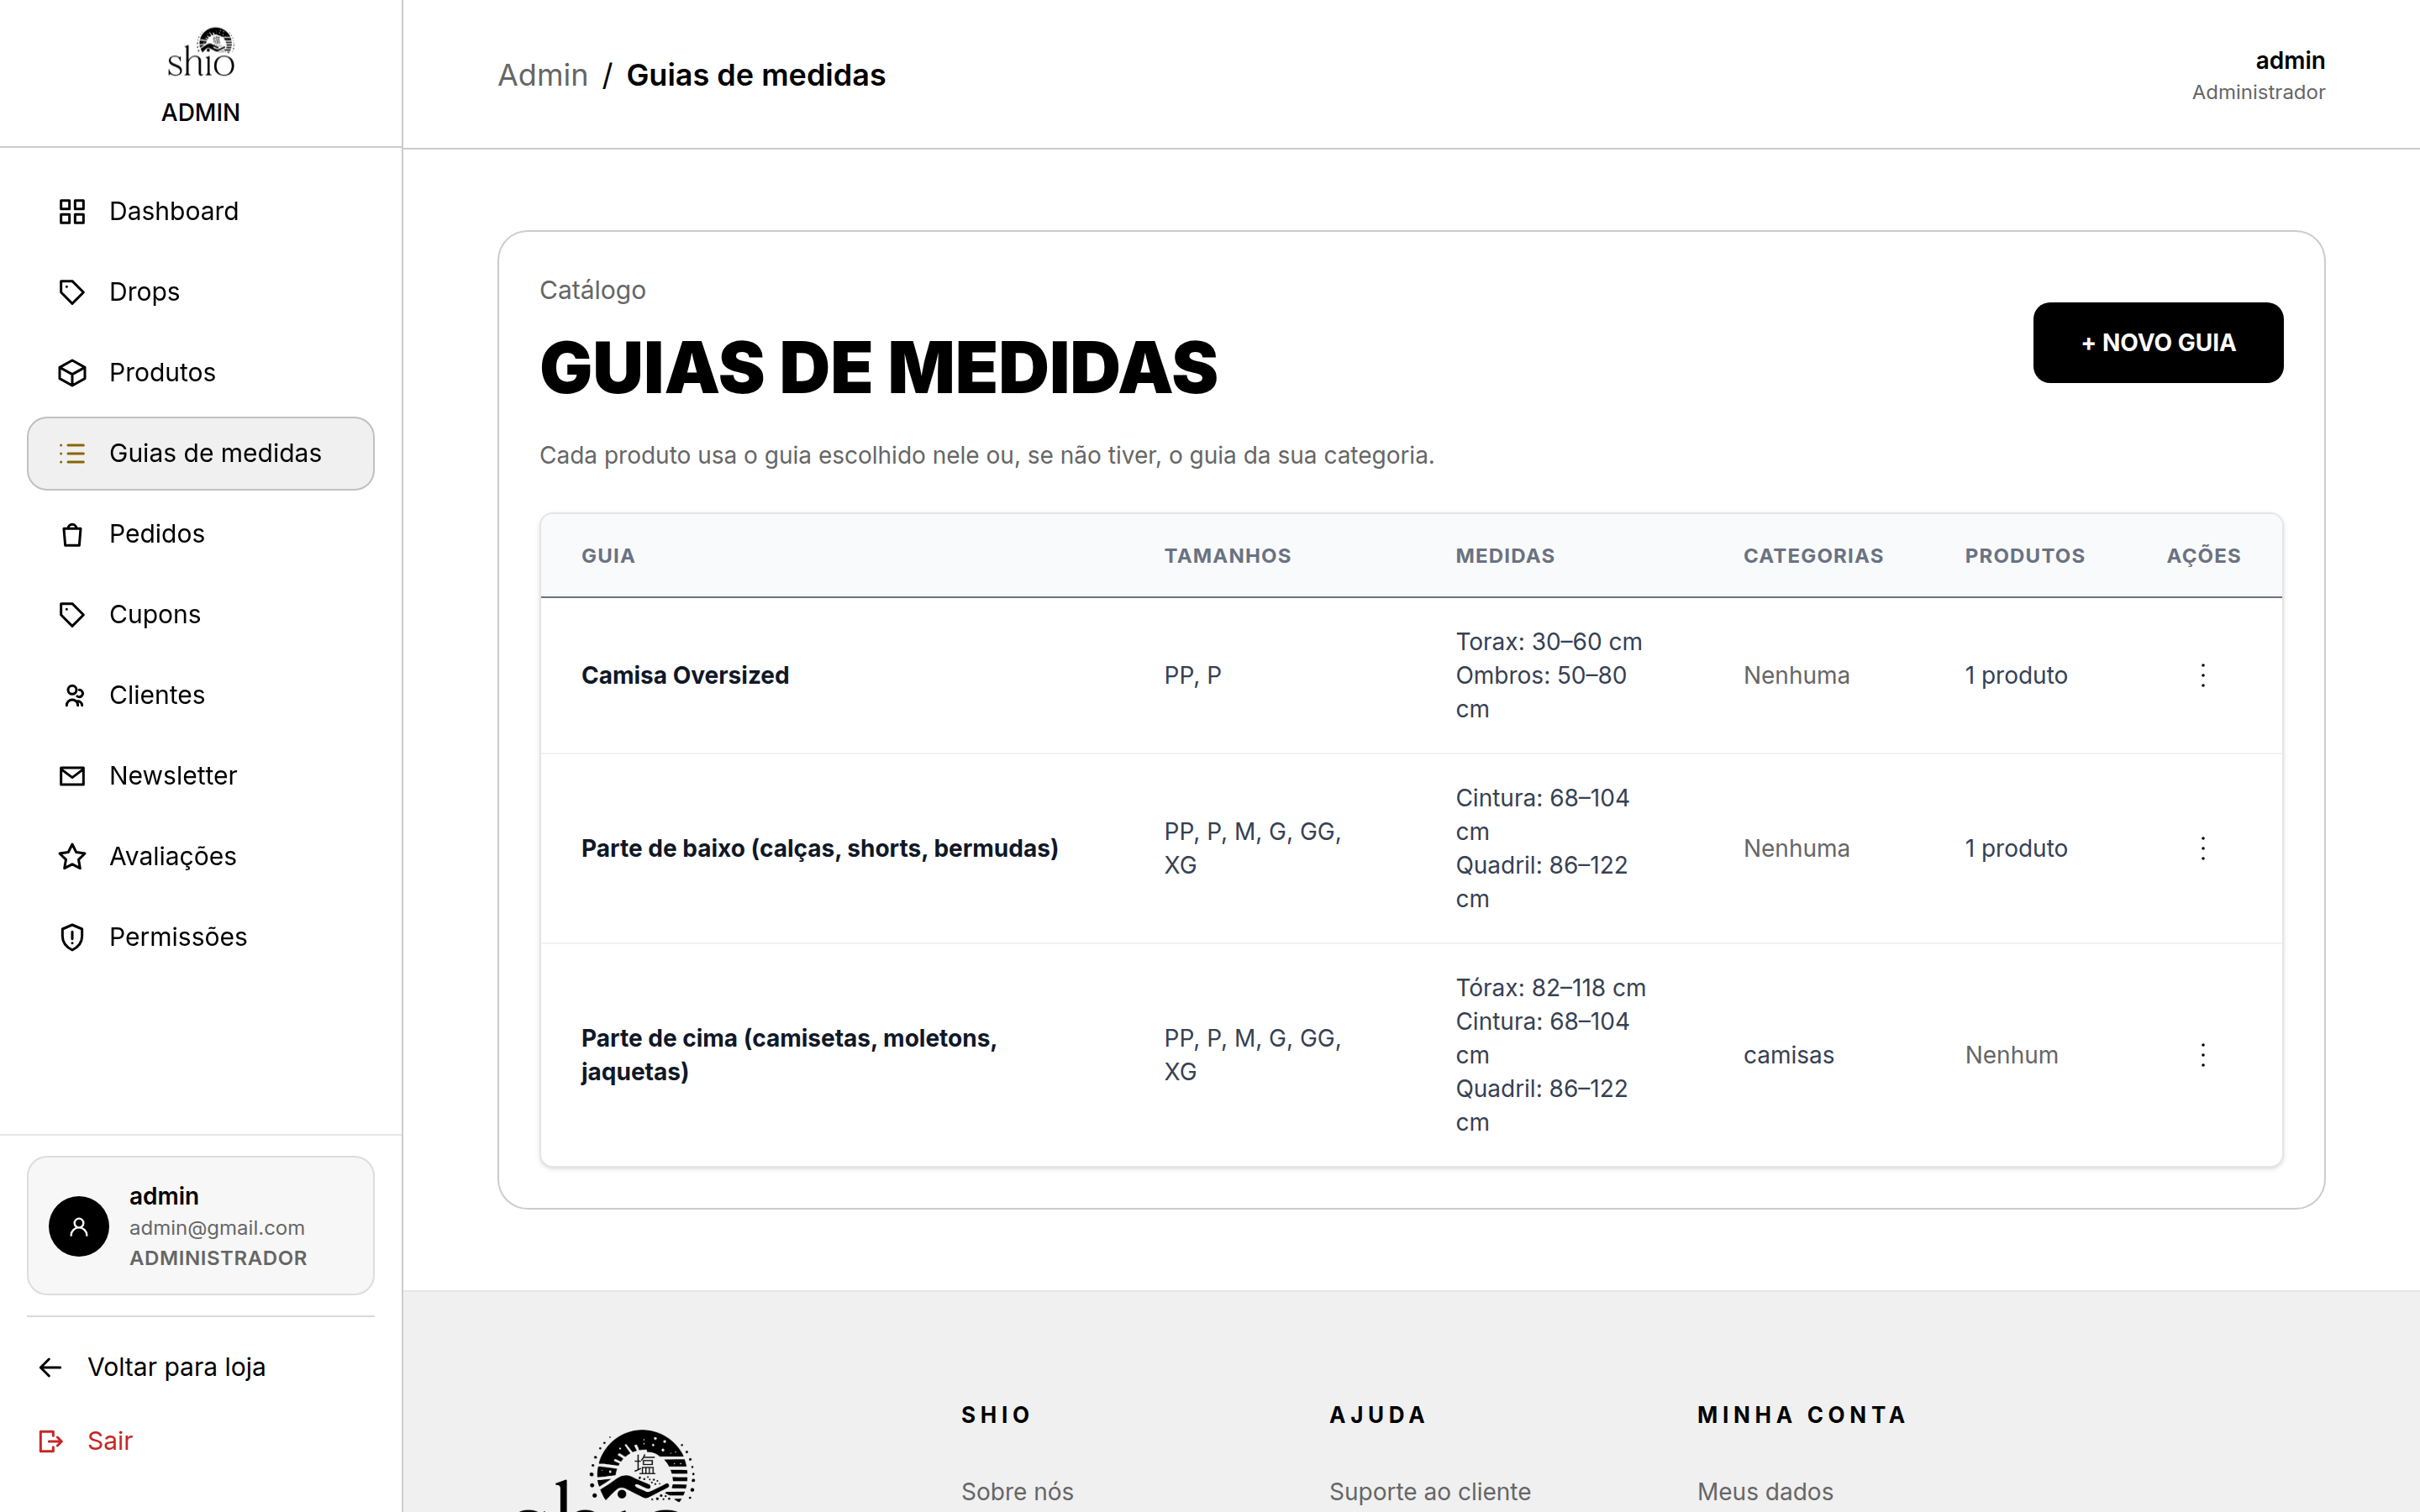 shio
ADMIN
Dashboard
Drops
Produtos
Guias de medidas
Pedidos
Cupons
Clientes
Newsletter
Avaliações
Permissões
admin
admin@gmail.com
ADMINISTRADOR
Voltar para loja
Sair
Admin / Guias de medidas
admin
Administrador
Catálogo
GUIAS DE MEDIDAS
+ NOVO GUIA
Cada produto usa o guia escolhido nele ou, se não tiver, o guia da sua categoria.
GUIA TAMANHOS MEDIDAS CATEGORIAS PRODUTOS AÇÕES
Camisa Oversized
PP, P
Torax: 30–60 cm
Ombros: 50–80
cm
Nenhuma
1 produto
Parte de baixo (calças, shorts, bermudas)
PP, P, M, G, GG,
XG
Cintura: 68–104
cm
Quadril: 86–122
cm
Nenhuma
1 produto
Parte de cima (camisetas, moletons,
jaquetas)
PP, P, M, G, GG,
XG
Tórax: 82–118 cm
Cintura: 68–104
cm
Quadril: 86–122
cm
camisas
Nenhum
塩
shio
SHIO
Sobre nós
AJUDA
Suporte ao cliente
MINHA CONTA
Meus dados